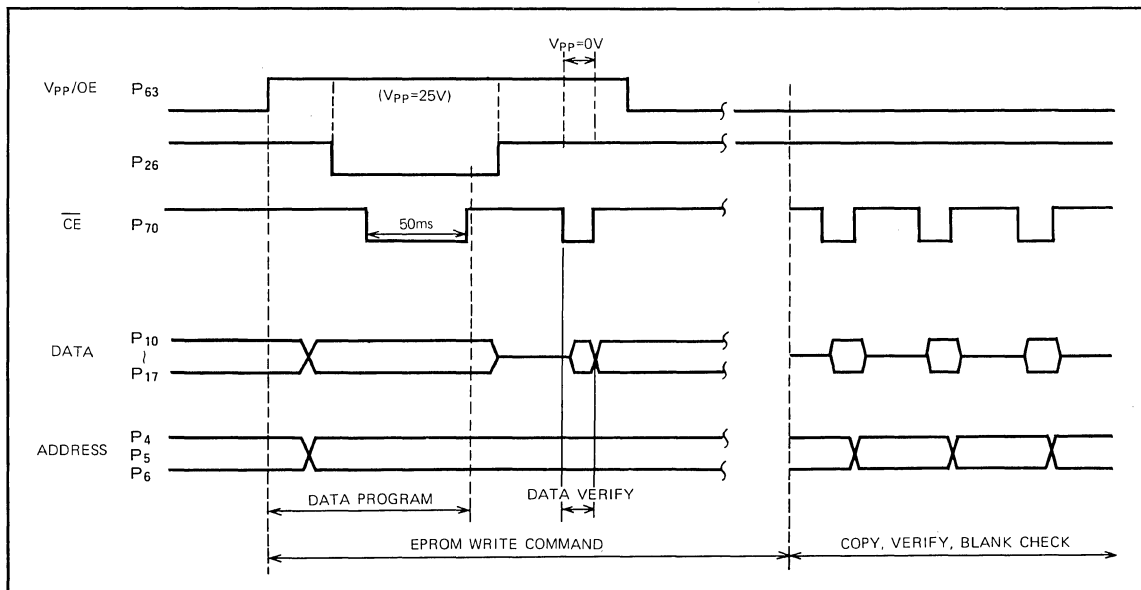 VPP=0V
VPP/OE P63
(VPP=25V)
P26
CE P70
50ms
DATA P10
~
P17
ADDRESS P4
P5
P6
DATA PROGRAM
DATA VERIFY
EPROM WRITE COMMAND
COPY, VERIFY, BLANK CHECK